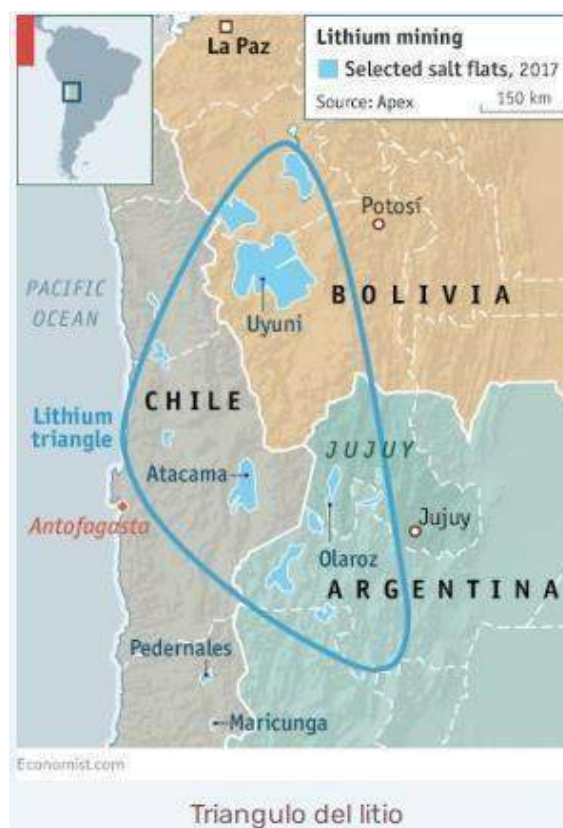 La Paz
Lithium mining
Selected salt flats, 2017
Source: Apex
150 km
Potosí
PACIFIC
OCEAN
BOLIVIA
Uyuni
CHILE
Lithium
triangle
JUJUY
Atacama
Antofagasta
Jujuy
Olaroz
ARGENTINA
Pedernales
Maricunga
Economist.com
Triangulo del litio